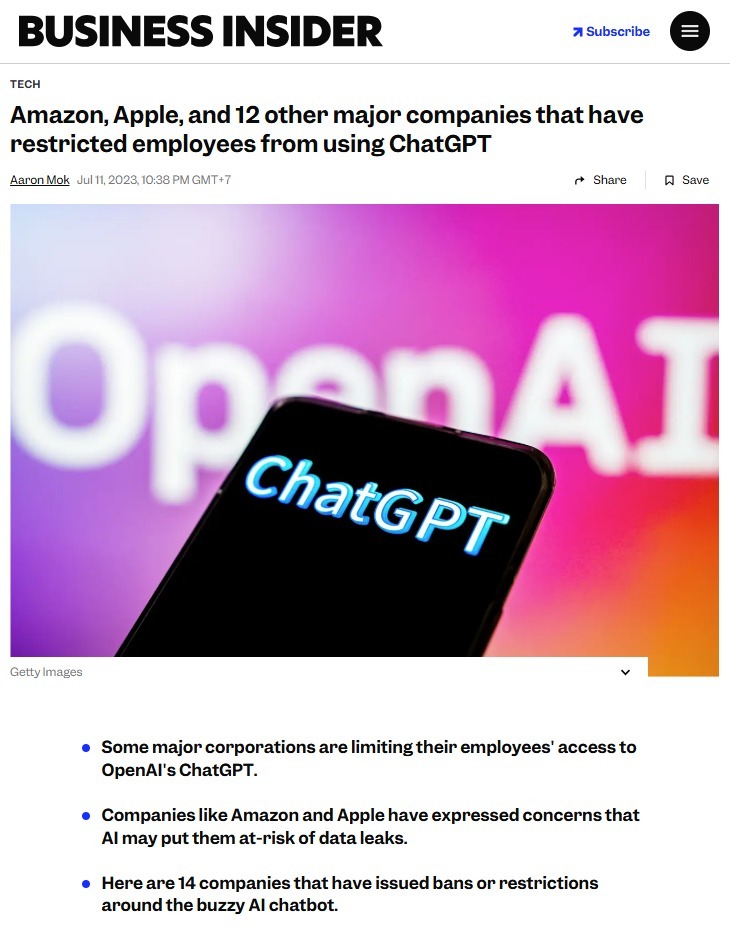 BUSINESS INSIDER
Subscribe
TECH
Amazon, Apple, and 12 other major companies that have
restricted employees from using ChatGPT
Aaron Mok Jul 11, 2023, 10:38 PM GMT+7
Share
Save
OpenAI
ChatGPT
Getty Images
Some major corporations are limiting their employees' access to
OpenAI's ChatGPT.
Companies like Amazon and Apple have expressed concerns that
AI may put them at-risk of data leaks.
Here are 14 companies that have issued bans or restrictions
around the buzzy AI chatbot.